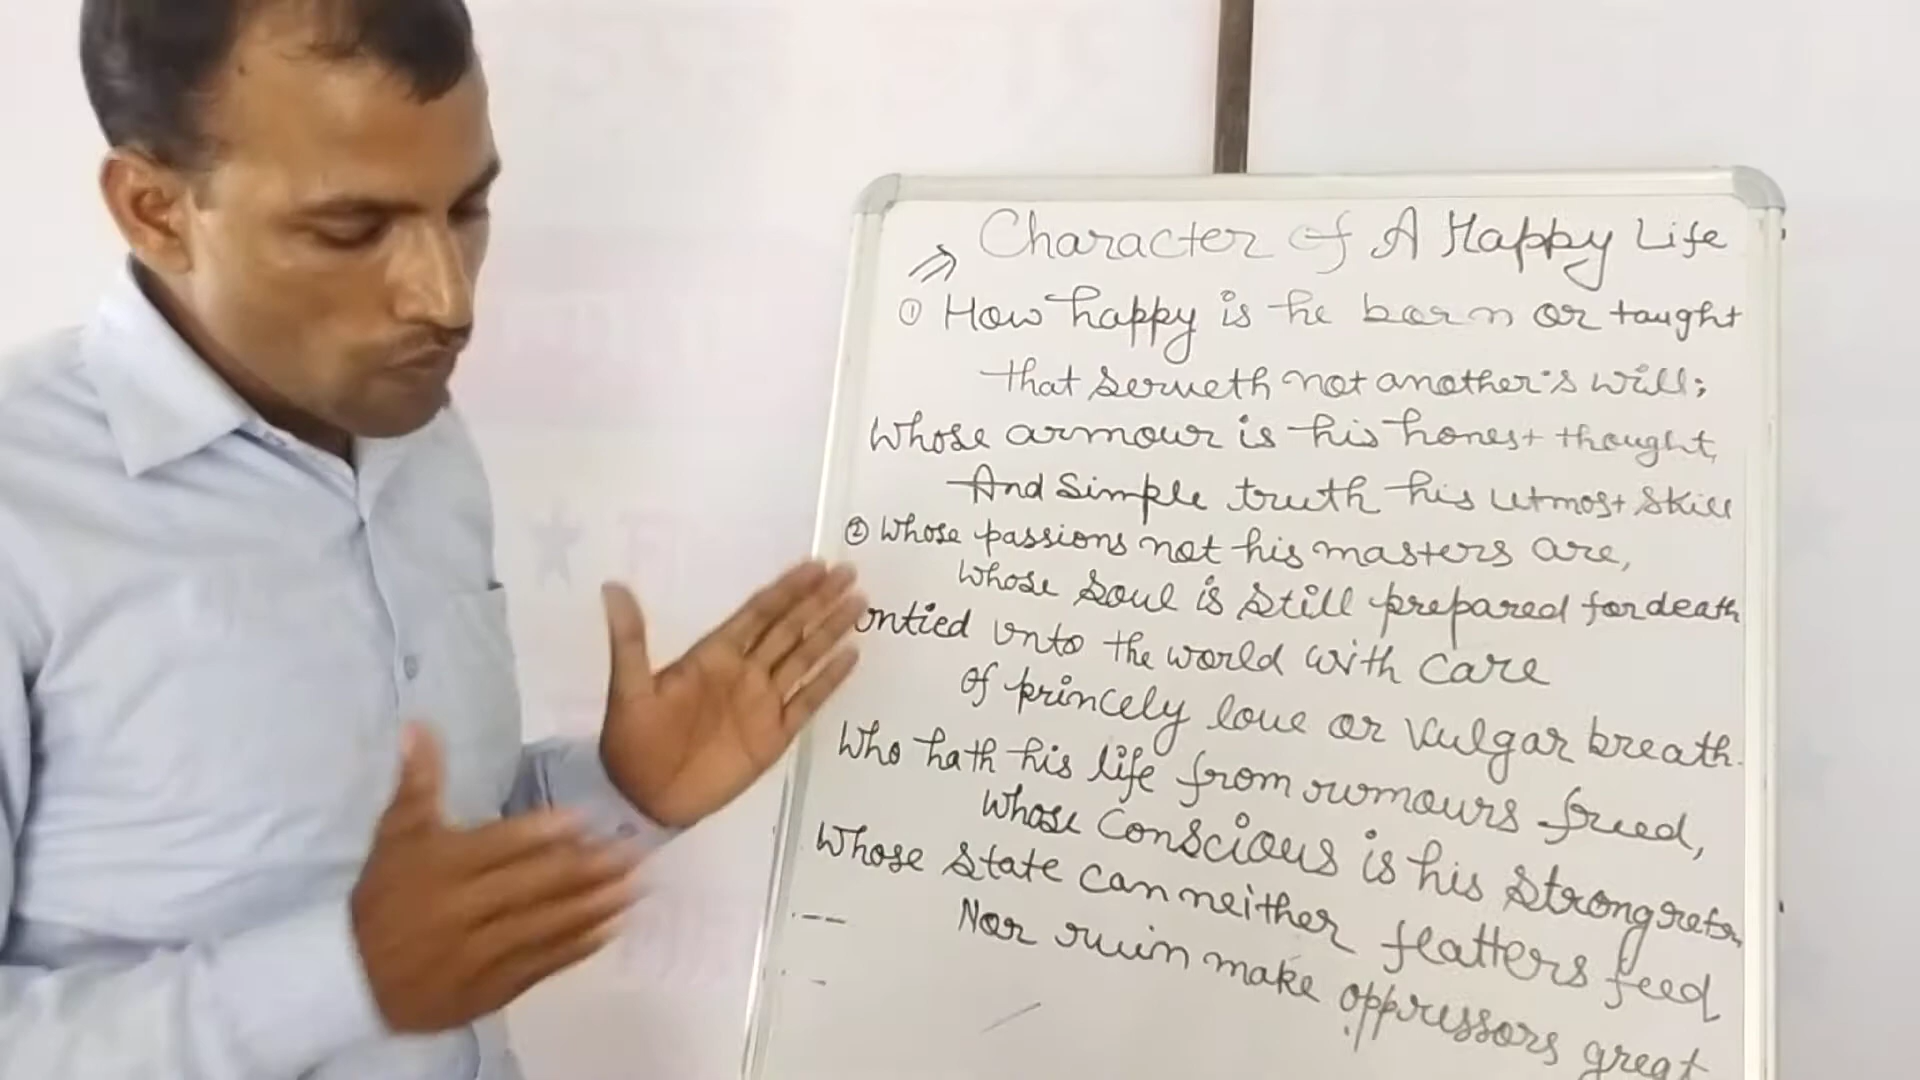 Character of A Happy Life
① How happy is he born or taught
That serveth not another's will;
Whose armour is his honest thought,
And Simple truth his utmost skill
② Whose passions not his masters are,
Whose soul is still prepared for death
untied unto the world with care
of princely love or vulgar breath.
Who hath his life from rumours freed,
Whose Conscious is his strong
Whose state can neither flatters feed
Nor ruin make oppressors great